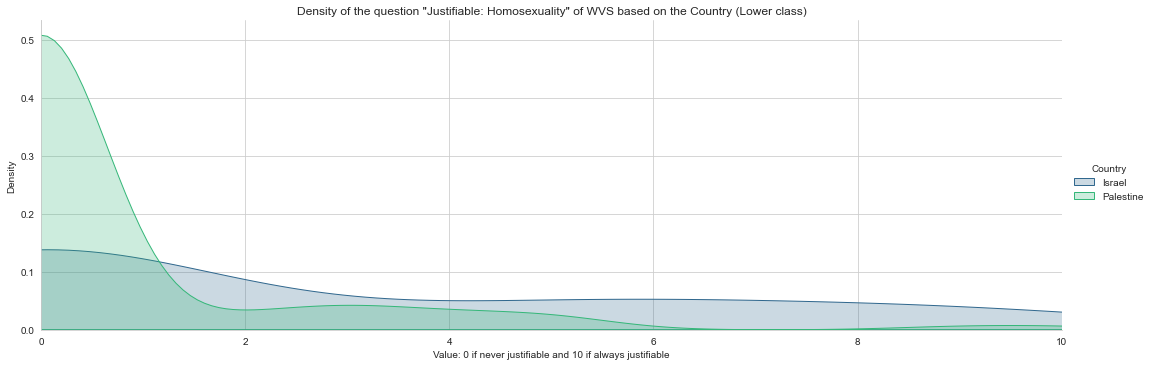 Density of the question "Justifiable: Homosexuality" of WVS based on the Country (Lower class)
0.5
0.4
0.3
0.2
0.1
0.0
Density
0 2 4 6 8 10
Value: 0 if never justifiable and 10 if always justifiable
Country
Israel
Palestine